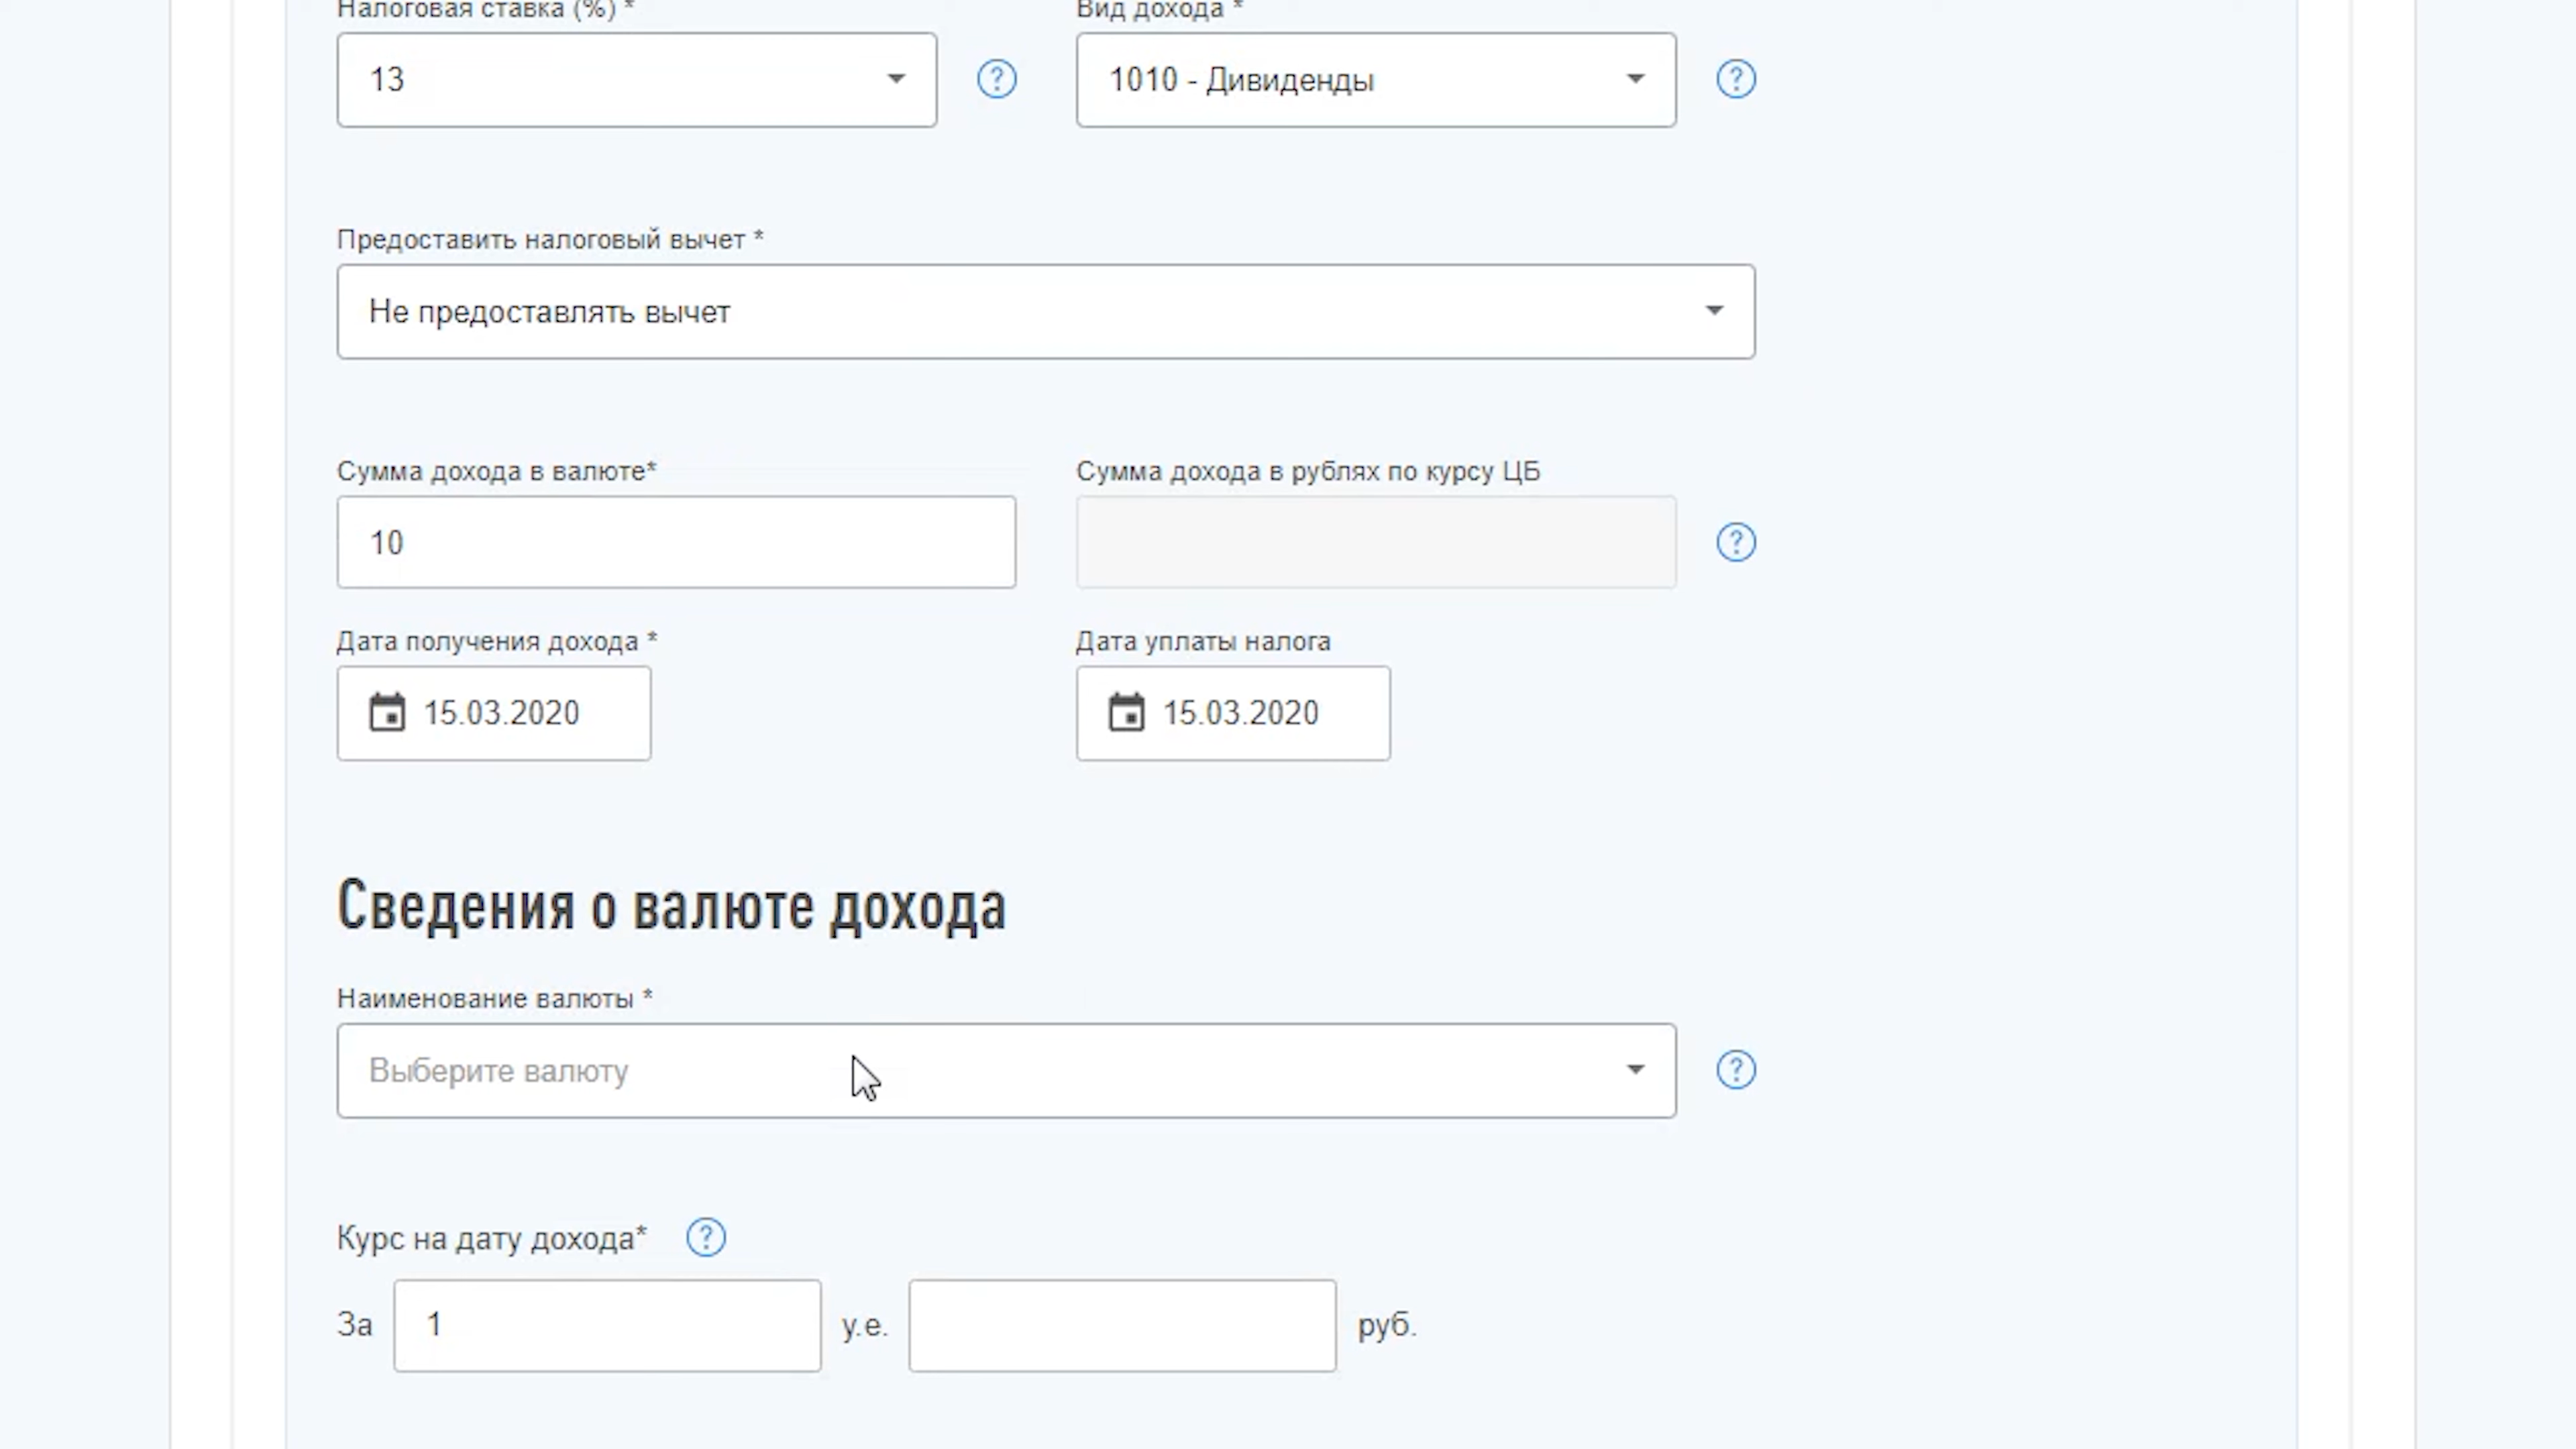 Налоговая ставка (%) *
Вид дохода *
13
1010 - Дивиденды
Предоставить налоговый вычет *
Не предоставлять вычет
Сумма дохода в валюте*
Сумма дохода в рублях по курсу ЦБ
10
Дата получения дохода *
Дата уплаты налога
15.03.2020
15.03.2020
Сведения о валюте дохода
Наименование валюты *
Выберите валюту
Курс на дату дохода*
За 1 у.е. руб.